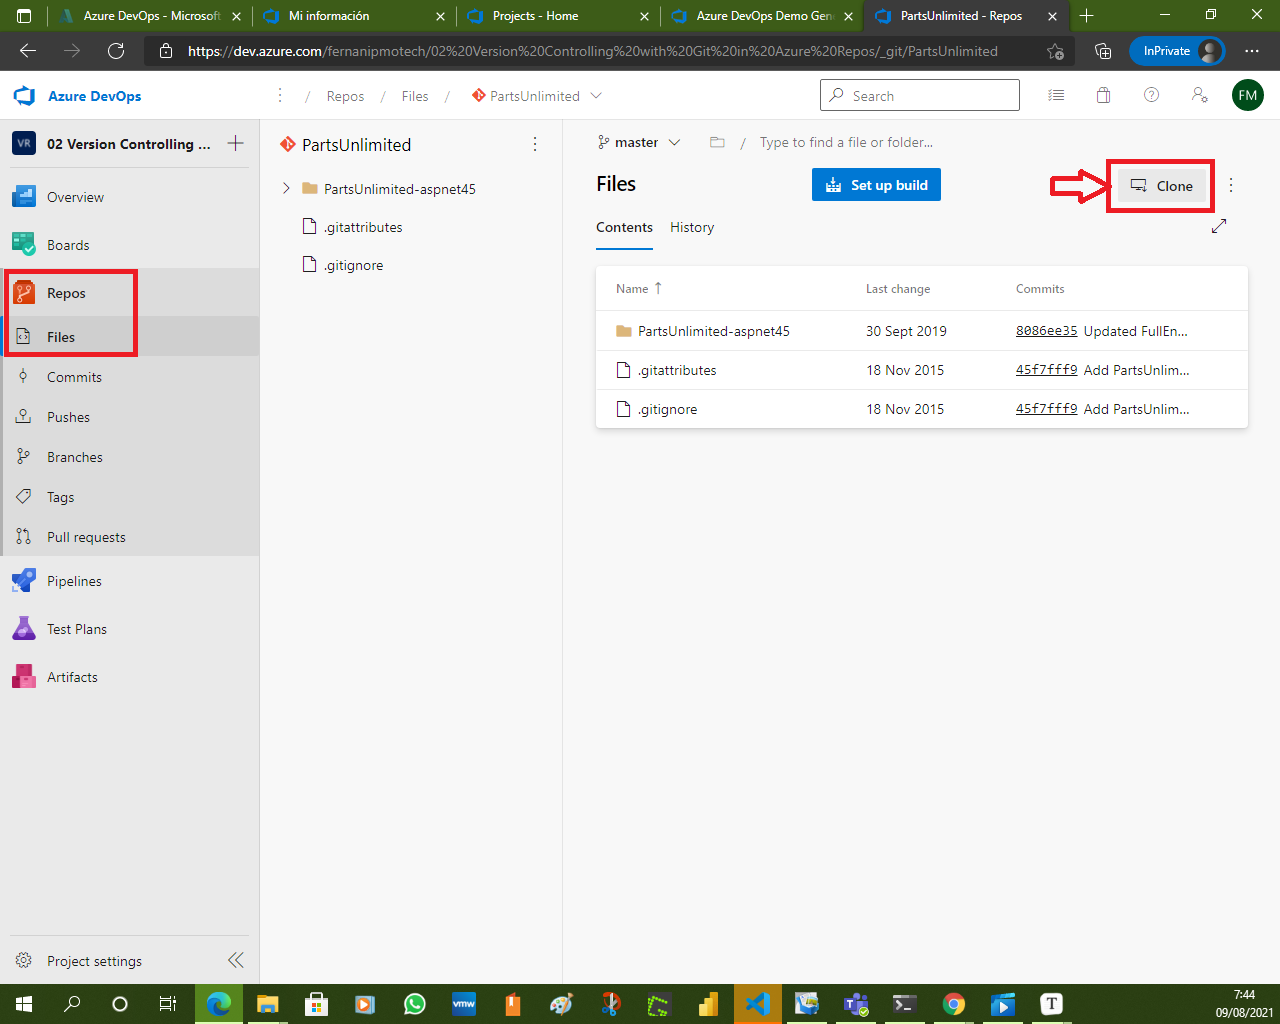 Azure DevOps - Microsoft
Mi información
Projects - Home
Azure DevOps Demo Gen
PartsUnlimited - Repos
https://dev.azure.com/fernanipmotech/02%20Version%20Controlling%20with%20Git%20in%20Azure%20Repos/_git/PartsUnlimited
InPrivate
Azure DevOps
/ Repos / Files / PartsUnlimited
Search
FM
VR 02 Version Controlling ...
Overview
Boards
Repos
Files
Commits
Pushes
Branches
Tags
Pull requests
Pipelines
Test Plans
Artifacts
Project settings
PartsUnlimited
PartsUnlimited-aspnet45
.gitattributes
.gitignore
master / Type to find a file or folder...
Files
Set up build
Clone
Contents History
Name ↑ Last change Commits
PartsUnlimited-aspnet45 30 Sept 2019 8086ee35 Updated FullEn...
.gitattributes 18 Nov 2015 45f7fff9 Add PartsUnlim...
.gitignore 18 Nov 2015 45f7fff9 Add PartsUnlim...
vmw
T
7:44
09/08/2021